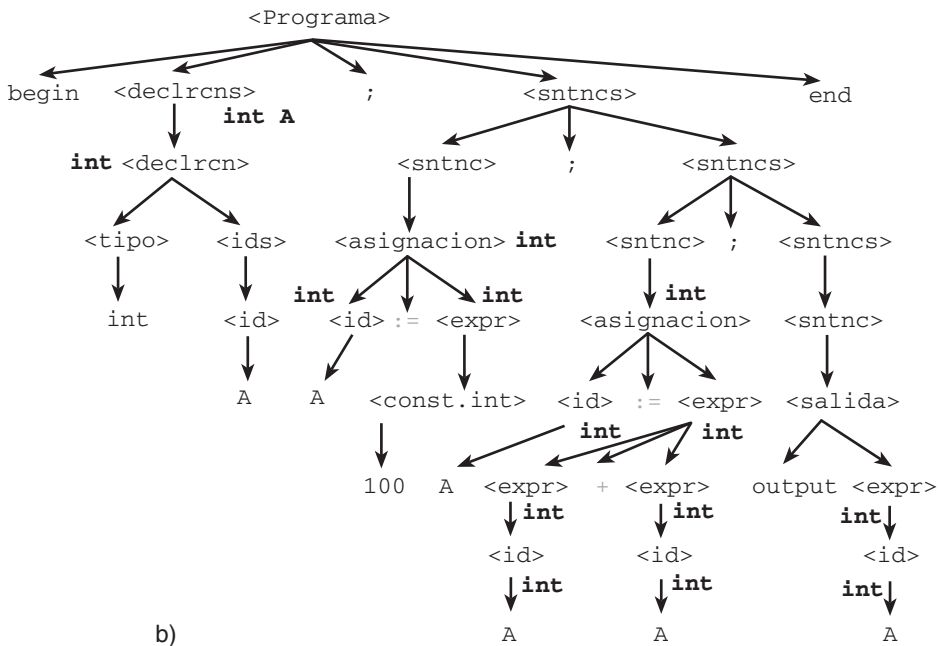 <Programa>
begin <declrcns> ; <sntncs> end
int A
int <declrcn> <sntnc> ; <sntncs>
<tipo> <ids> <asignacion> int <sntnc> ; <sntncs>
int int int
int <id> <id> := <expr> <asignacion> <sntnc>
A A <const.int> <id> := <expr> <salida>
int int
100 A <expr> + <expr> output <expr>
int int int
<id> <id> <id>
int int int
b) A A A